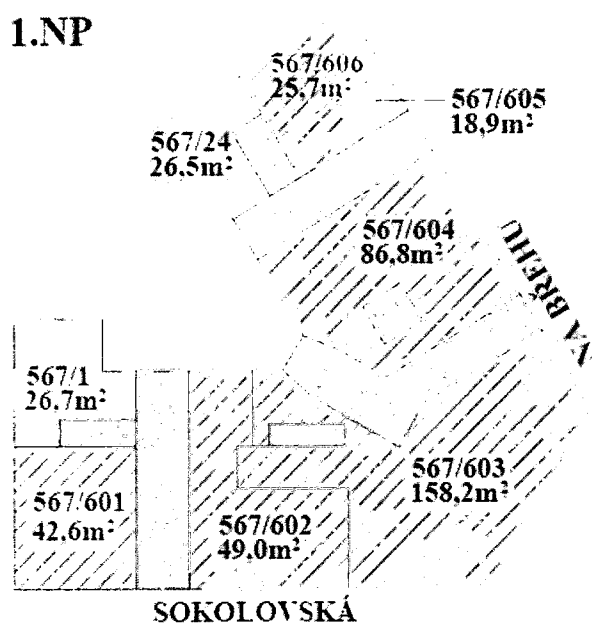 1.NP
567/606
25,7m²
567/605
18,9m²
567/24
26,5m²
567/604
86,8m²
NA BŘEHU
567/1
26,7m²
567/603
158,2m²
567/601
42,6m²
567/602
49,0m²
SOKOLOVSKÁ